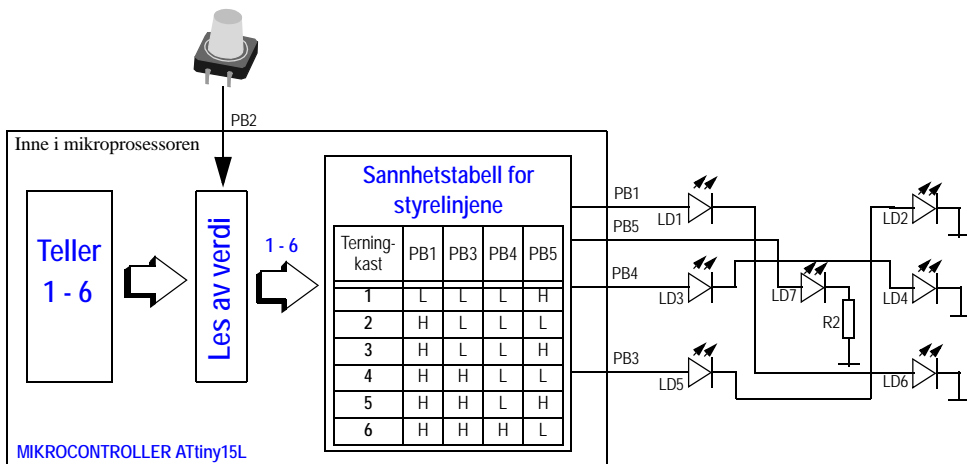 PB2
Inne i mikroprosessoren
Teller
1 - 6
Les av verdi
1 - 6
Sannhetstabell for
styrelinjene
Terning-
kast PB1 PB3 PB4 PB5
1 L L L H
2 H L L L
3 H L L H
4 H H L L
5 H H L H
6 H H H L
MIKROCONTROLLER ATtiny15L
PB1
LD1
LD2
PB5
PB4
LD3
LD7
LD4
R2
PB3
LD5
LD6